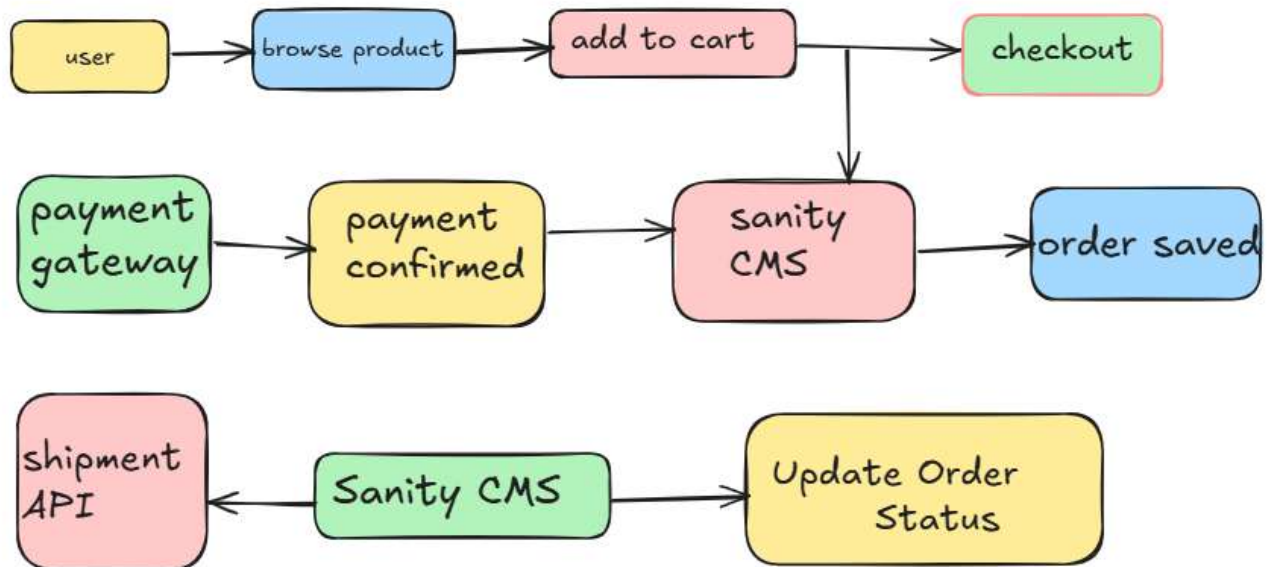 user
browse product
add to cart
checkout
payment
gateway
payment
confirmed
sanity
CMS
order saved
shipment
API
Sanity CMS
Update Order
Status